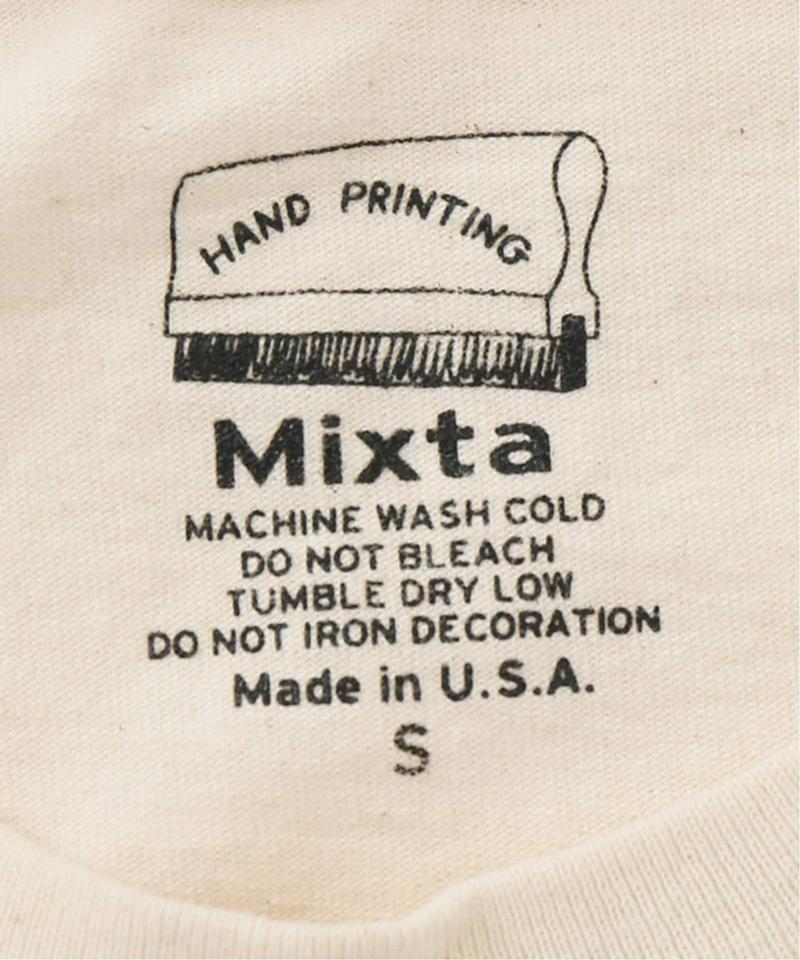 HAND PRINTING
Mixta
MACHINE WASH COLD
DO NOT BLEACH
TUMBLE DRY LOW
DO NOT IRON DECORATION
Made in U.S.A.
S